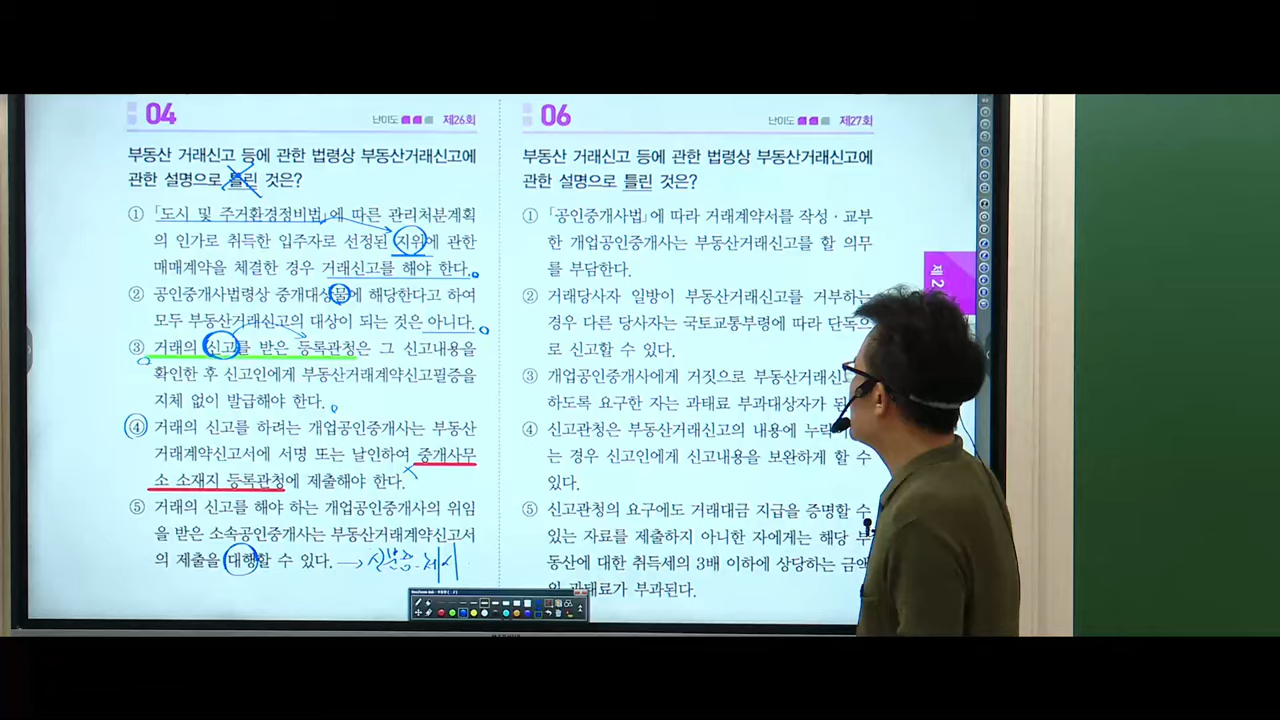 04
난이도 제26회
부동산 거래신고 등에 관한 법령상 부동산거래신고에
관한 설명으로 틀린 것은?
① 「도시 및 주거환경정비법」에 따른 관리처분계획
의 인가로 취득한 입주자로 선정된 지위에 관한
매매계약을 체결한 경우 거래신고를 해야 한다.
② 공인중개사법령상 중개대상물에 해당한다고 하여
모두 부동산거래신고의 대상이 되는 것은 아니다.
③ 거래의 신고를 받은 등록관청은 그 신고내용을
확인한 후 신고인에게 부동산거래계약신고필증을
지체 없이 발급해야 한다.
④ 거래의 신고를 하려는 개업공인중개사는 부동산
거래계약신고서에 서명 또는 날인하여 중개사무
소 소재지 등록관청에 제출해야 한다.
⑤ 거래의 신고를 해야 하는 개업공인중개사의 위임
을 받은 소속공인중개사는 부동산거래계약신고서
의 제출을 대행할 수 있다.
06
난이도 제27회
부동산 거래신고 등에 관한 법령상 부동산거래신고에
관한 설명으로 틀린 것은?
① 「공인중개사법」에 따라 거래계약서를 작성·교부
한 개업공인중개사는 부동산거래신고를 할 의무
를 부담한다.
② 거래당사자 일방이 부동산거래신고를 거부하는
경우 다른 당사자는 국토교통부령에 따라 단독으
로 신고할 수 있다.
③ 개업공인중개사에게 거짓으로 부동산거래신
하도록 요구한 자는 과태료 부과대상자가 된
④ 신고관청은 부동산거래신고의 내용에 누락
는 경우 신고인에게 신고내용을 보완하게 할 수
있다.
⑤ 신고관청의 요구에도 거래대금 지급을 증명할 수
있는 자료를 제출하지 아니한 자에게는 해당 부
동산에 대한 취득세의 3배 이하에 상당하는 금액
의 과태료가 부과된다.
제2